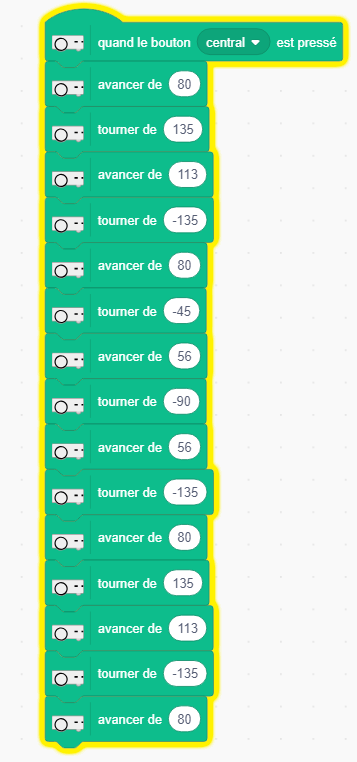 quand le bouton central est pressé
avancer de 80
tourner de 135
avancer de 113
tourner de -135
avancer de 80
tourner de -45
avancer de 56
tourner de -90
avancer de 56
tourner de -135
avancer de 80
tourner de 135
avancer de 113
tourner de -135
avancer de 80